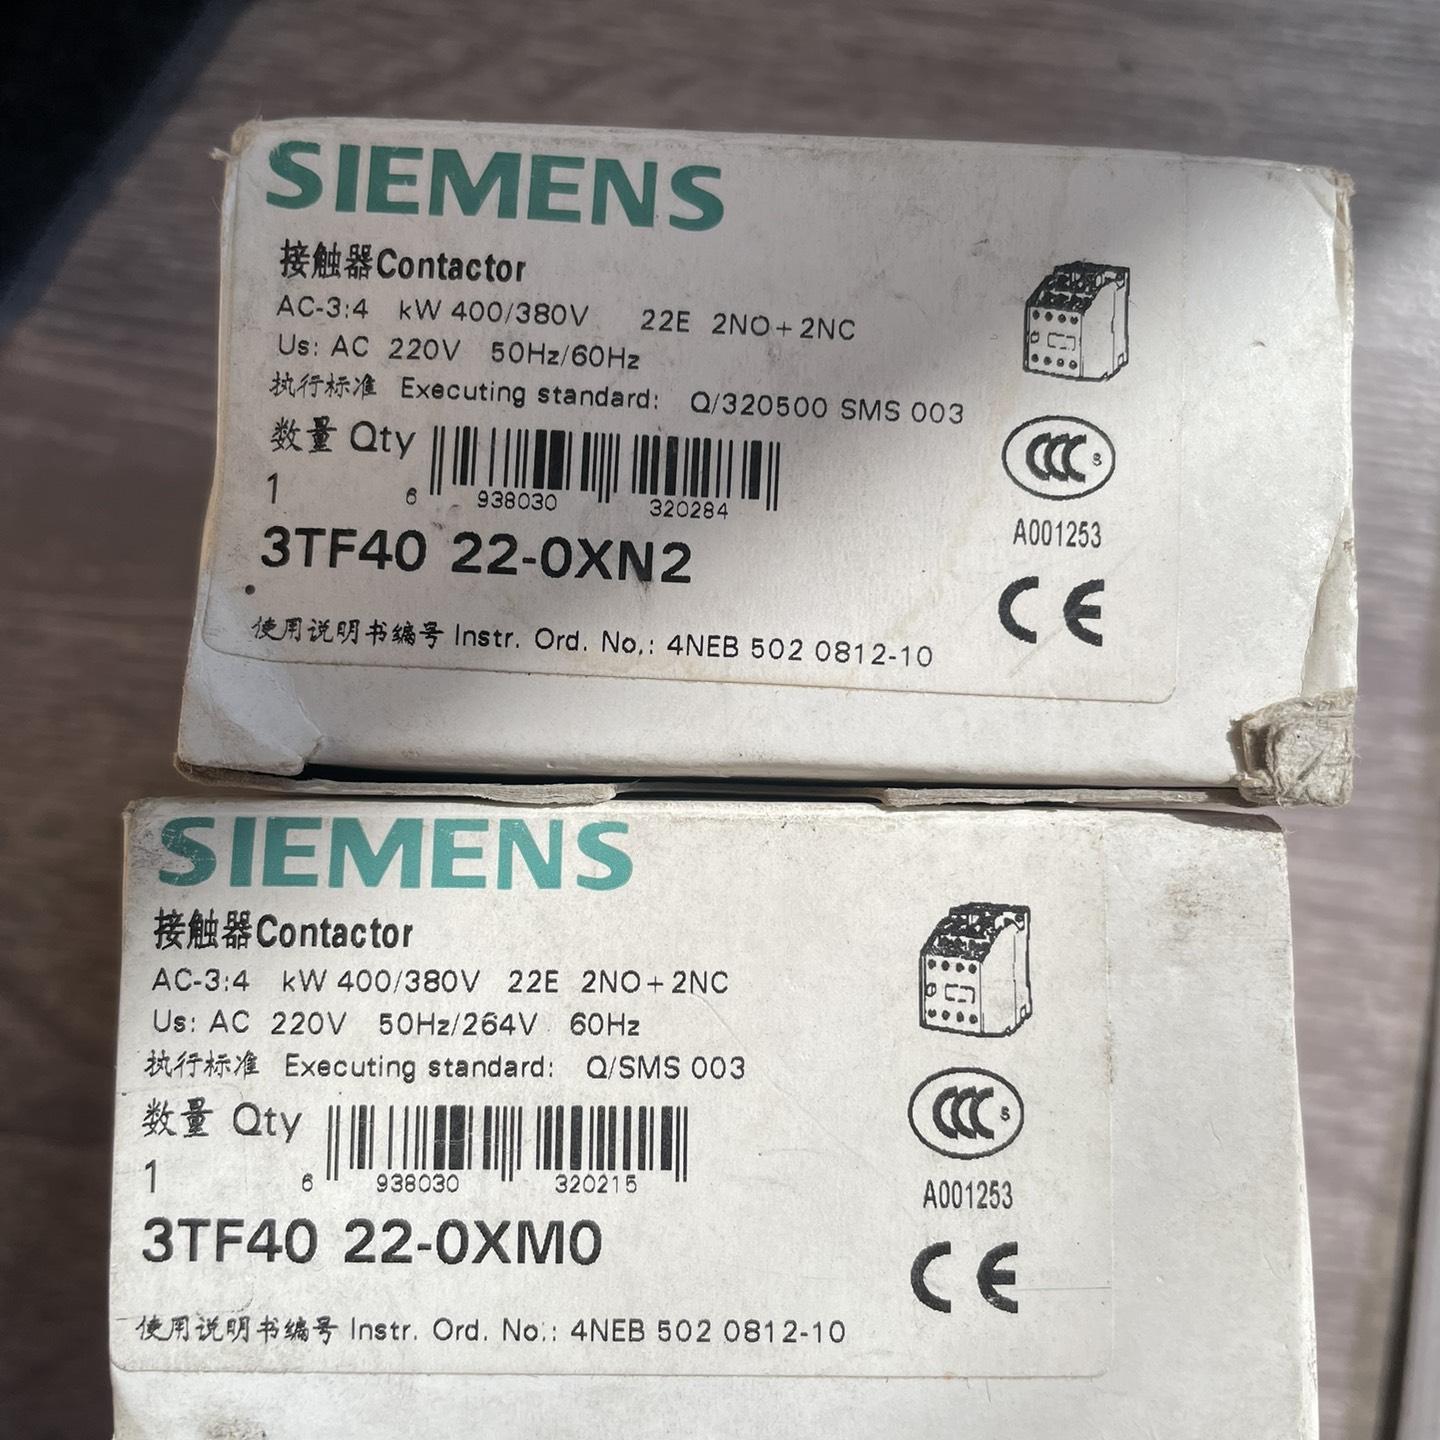 SIEMENS
接触器Contactor
AC-3:4 kW 400/380V 22E 2NO+2NC
Us: AC 220V 50Hz/60Hz
执行标准 Executing standard: Q/320500 SMS 003
数量 Qty
1
6 938030 320284
3TF40 22-0XN2
使用说明书编号 Instr. Ord. No.: 4NEB 502 0812-10
CCC S
A001253
CE
SIEMENS
接触器Contactor
AC-3:4 kW 400/380V 22E 2NO+2NC
Us: AC 220V 50Hz/264V 60Hz
执行标准 Executing standard: Q/SMS 003
数量 Qty
1
6 938030 320215
3TF40 22-0XM0
使用说明书编号 Instr. Ord. No.: 4NEB 502 0812-10
CCC S
A001253
CE